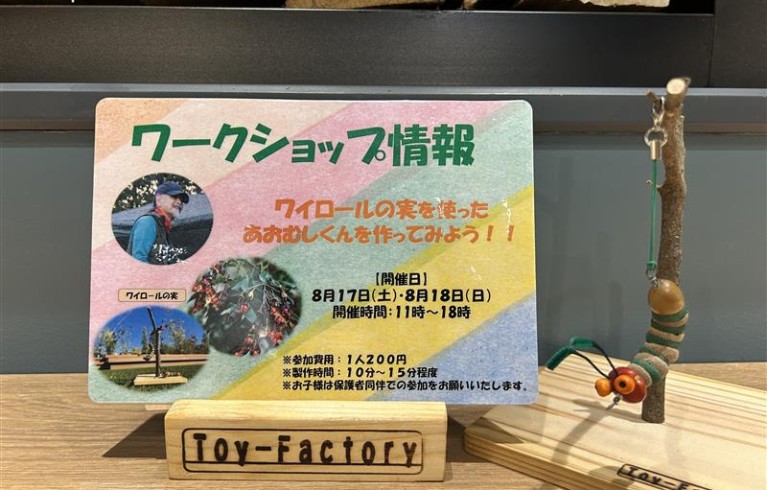 ワークショップ情報
ワイロールの実を使った
あおむしくんを作ってみよう！！
【開催日】
8月17日(土)・8月18日(日)
開催時間：11時～18時
ワイロールの実
※参加費用：1人200円
※製作時間：10分～15分程度
※お子様は保護者同伴での参加をお願いいたします。
Toy-Factory
Toy-F